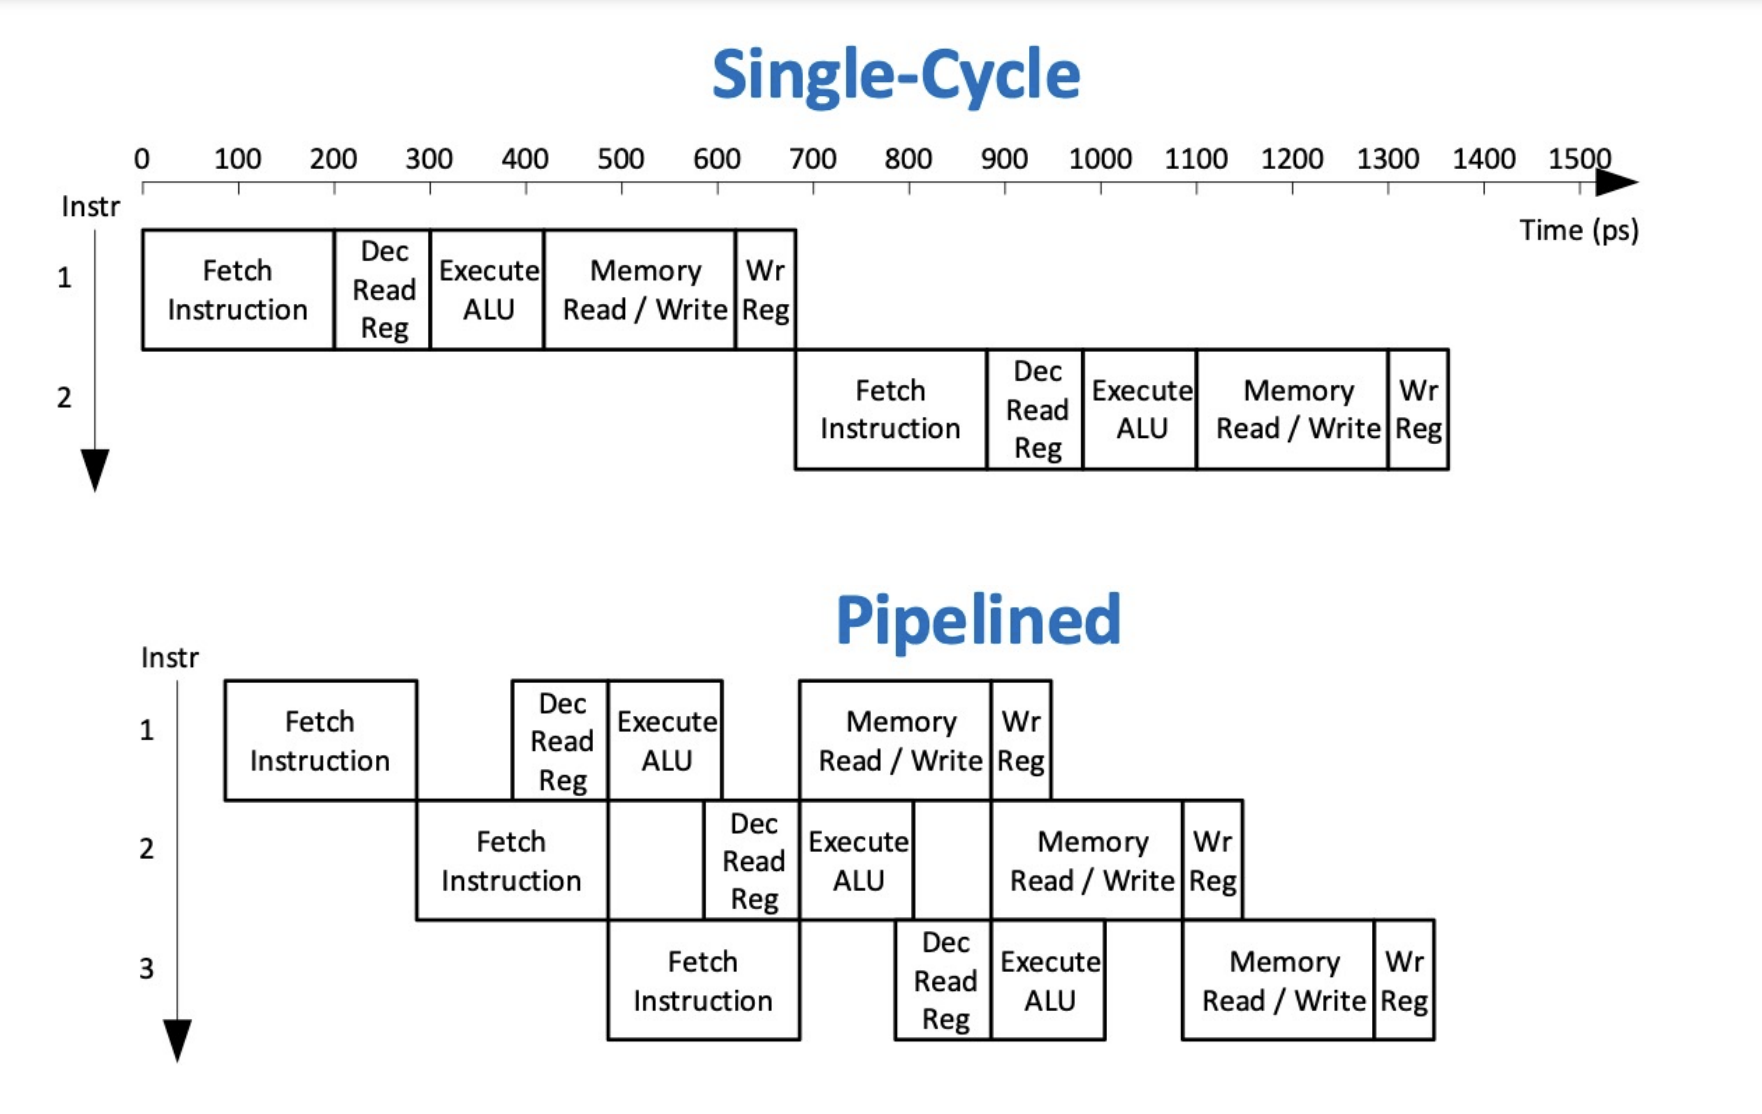 Single-Cycle
0 100 200 300 400 500 600 700 800 900 1000 1100 1200 1300 1400 1500
Instr
Time (ps)
1
Fetch
Instruction
Dec
Read
Reg
Execute
ALU
Memory
Read / Write
Wr
Reg
2
Fetch
Instruction
Dec
Read
Reg
Execute
ALU
Memory
Read / Write
Wr
Reg
Pipelined
Instr
1
Fetch
Instruction
Dec
Read
Reg
Execute
ALU
Memory
Read / Write
Wr
Reg
2
Fetch
Instruction
Dec
Read
Reg
Execute
ALU
Memory
Read / Write
Wr
Reg
3
Fetch
Instruction
Dec
Read
Reg
Execute
ALU
Memory
Read / Write
Wr
Reg